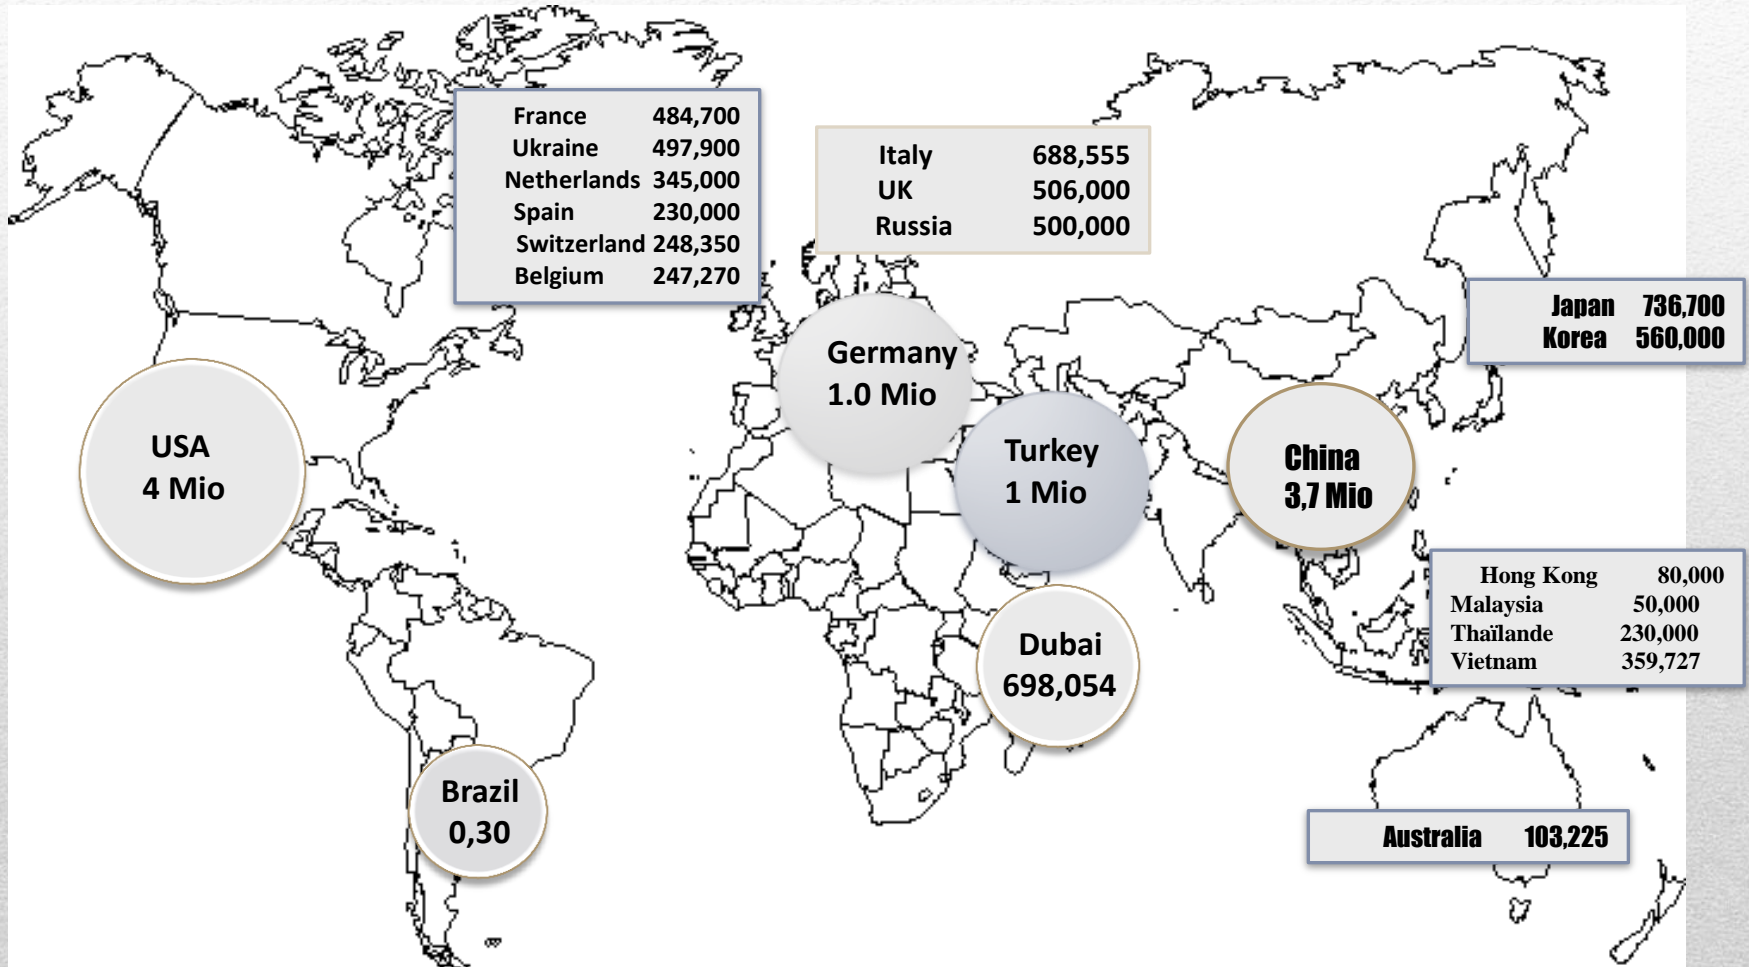 France 484,700
Ukraine 497,900
Netherlands 345,000
Spain 230,000
Switzerland 248,350
Belgium 247,270
Italy 688,555
UK 506,000
Russia 500,000
Japan 736,700
Korea 560,000
Germany
1.0 Mio
USA
4 Mio
Turkey
1 Mio
China
3,7 Mio
Hong Kong 80,000
Malaysia 50,000
Thaïlande 230,000
Vietnam 359,727
Dubai
698,054
Brazil
0,30
Australia 103,225